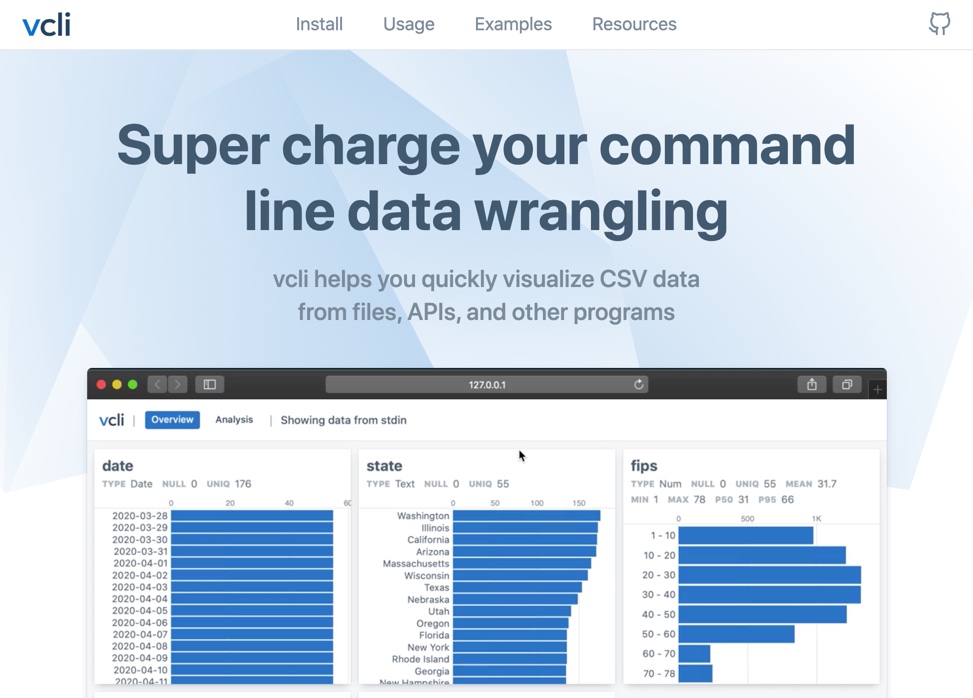 vcli Install Usage Examples Resources
Super charge your command
line data wrangling
vcli helps you quickly visualize CSV data
from files, APIs, and other programs
127.0.0.1
vcli | Overview Analysis | Showing data from stdin
date
TYPE Date NULL 0 UNIQ 176
0 20 40 60
2020-03-28
2020-03-29
2020-03-30
2020-03-31
2020-04-01
2020-04-02
2020-04-03
2020-04-04
2020-04-05
2020-04-06
2020-04-07
2020-04-08
2020-04-09
2020-04-10
2020-04-11
state
TYPE Text NULL 0 UNIQ 55
0 50 100 150
Washington
Illinois
California
Arizona
Massachusetts
Wisconsin
Texas
Nebraska
Utah
Oregon
Florida
New York
Rhode Island
Georgia
New Hampshire
fips
TYPE Num NULL 0 UNIQ 55 MEAN 31.7
MIN 1 MAX 78 P50 31 P95 66
0 500 1K
1 - 10
10 - 20
20 - 30
30 - 40
40 - 50
50 - 60
60 - 70
70 - 78